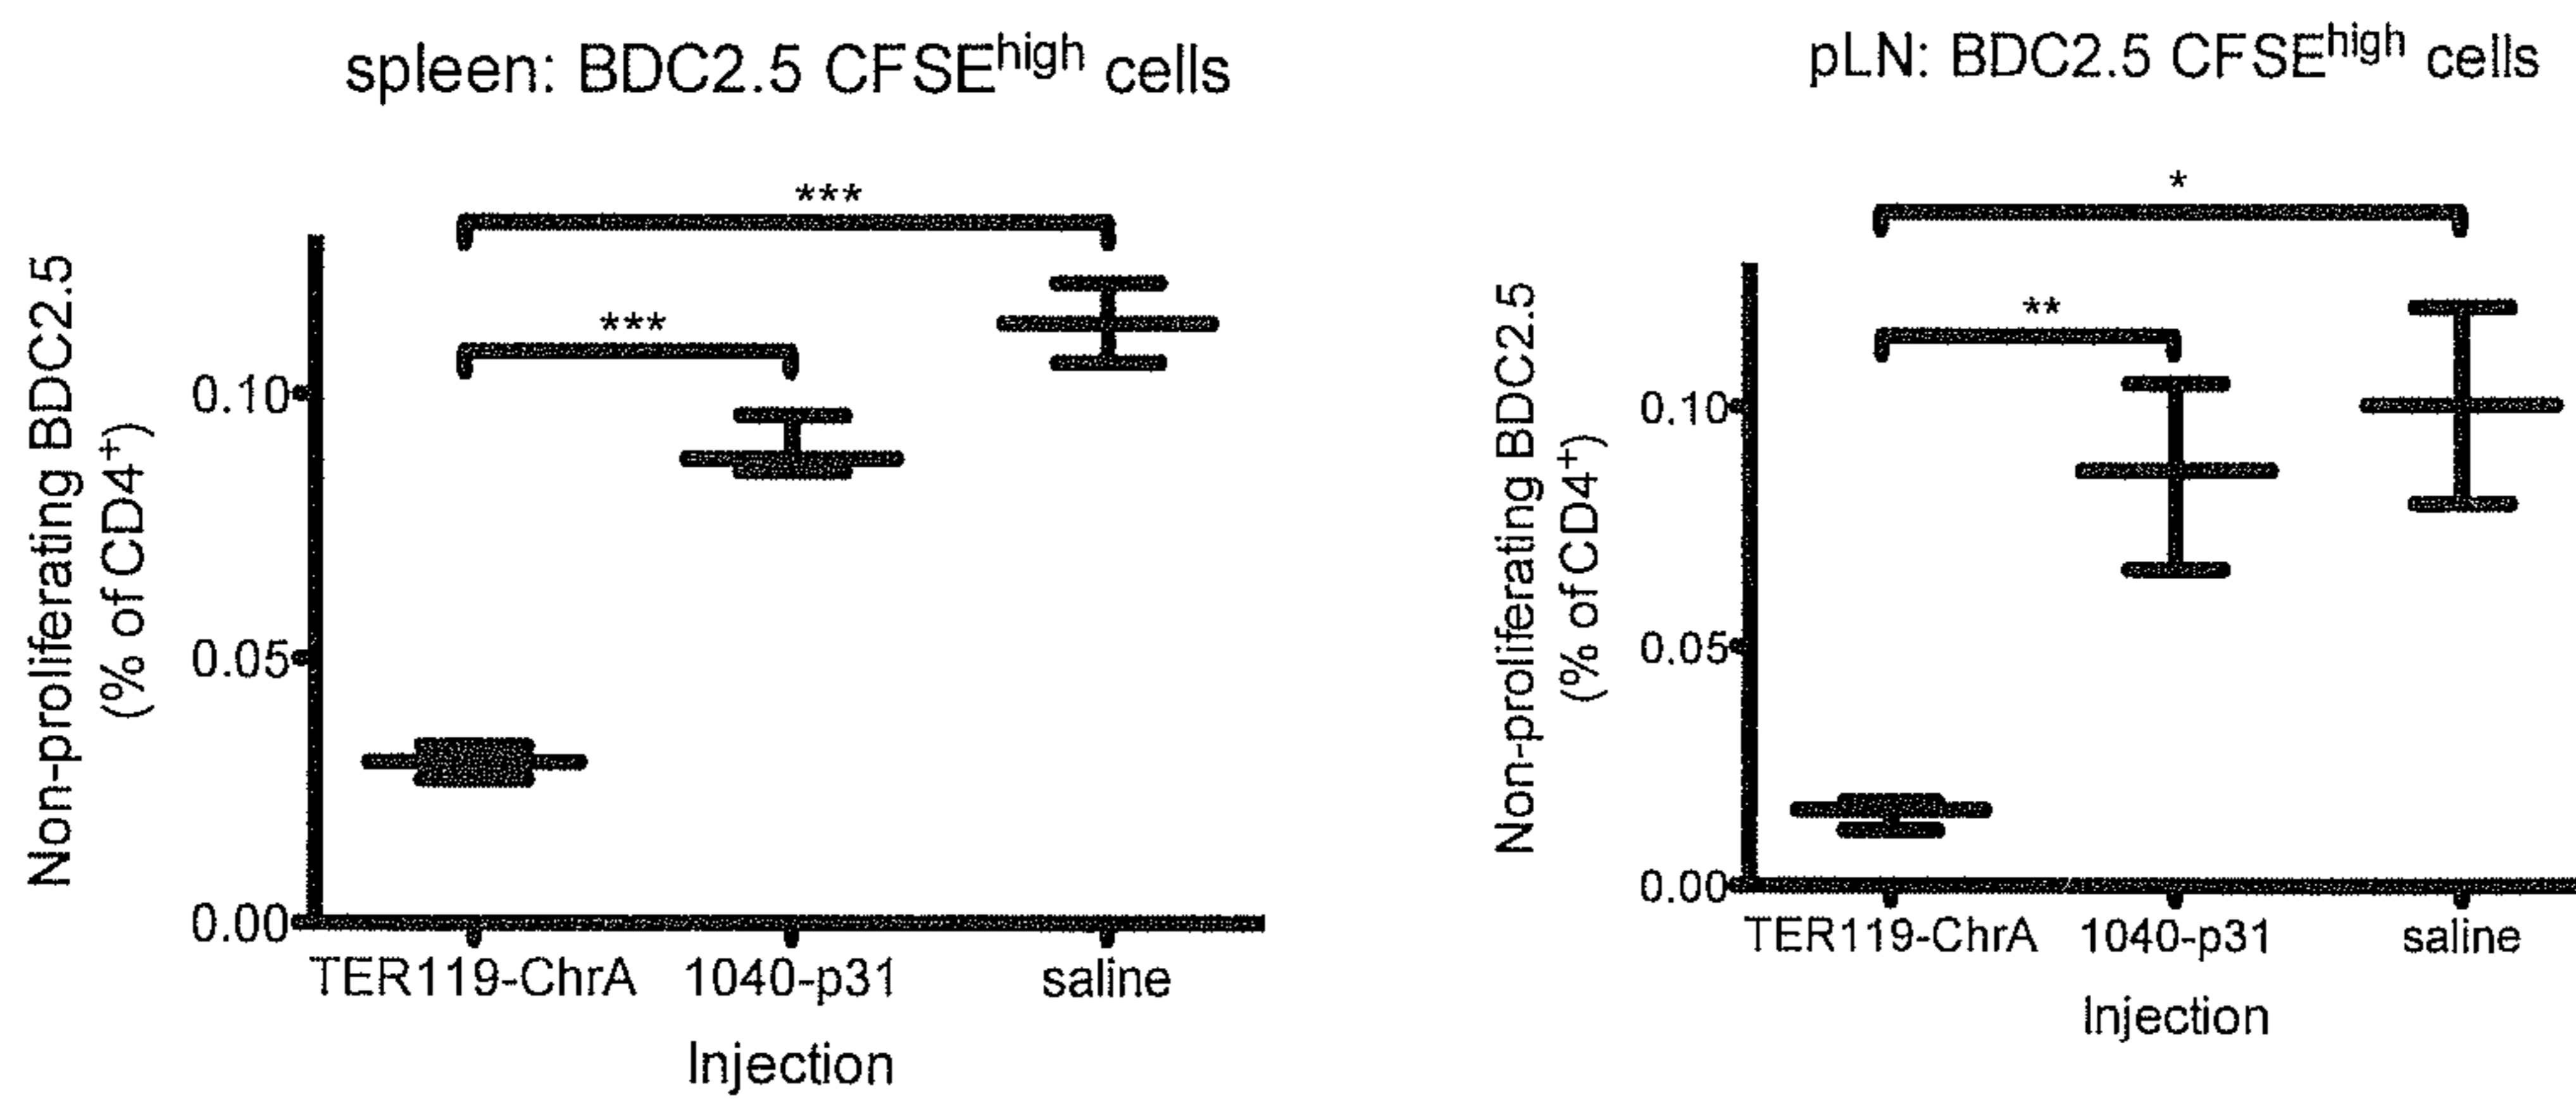 spleen: BDC2.5 CFSEhigh cells
***
***
Non-proliferating BDC2.5
(% of CD4+)
0.10
0.05
0.00
TER119-ChrA 1040-p31 saline
Injection
pLN: BDC2.5 CFSEhigh cells
*
**
Non-proliferating BDC2.5
(% of CD4+)
0.10
0.05
0.00
TER119-ChrA 1040-p31 saline
Injection